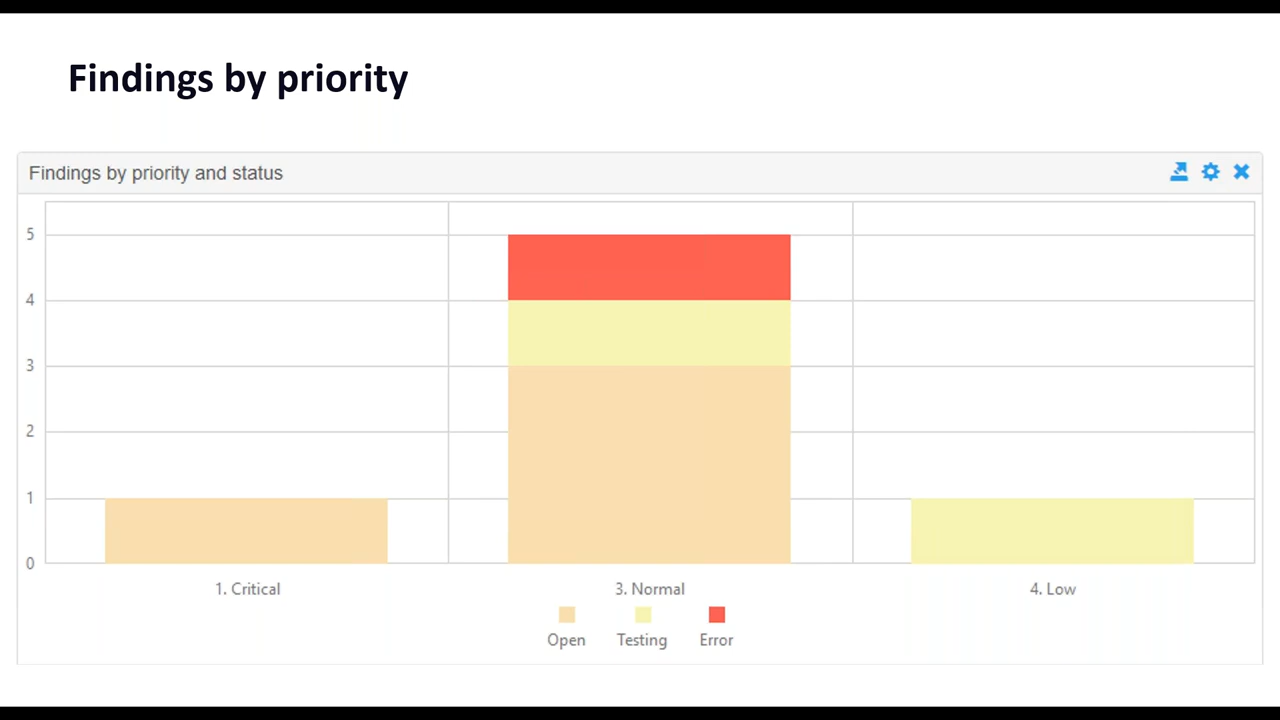 Findings by priority
Findings by priority and status
5
4
3
2
1
0
1. Critical
3. Normal
4. Low
Open
Testing
Error